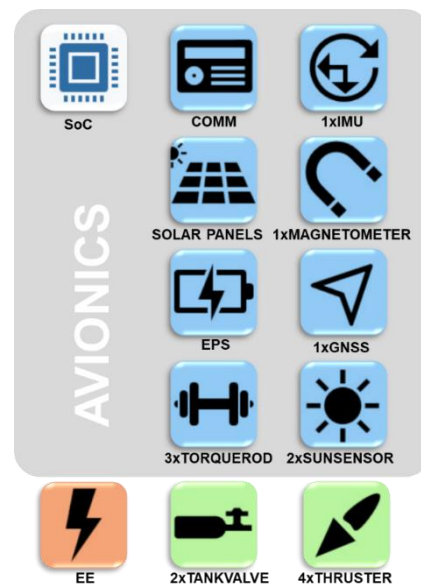 SoC
COMM
1xIMU
SOLAR PANELS
1xMAGNETOMETER
AVIONICS
EPS
1xGNSS
3xTORQUEROD
2xSUNSENSOR
EE
2xTANKVALVE
4xTHRUSTER